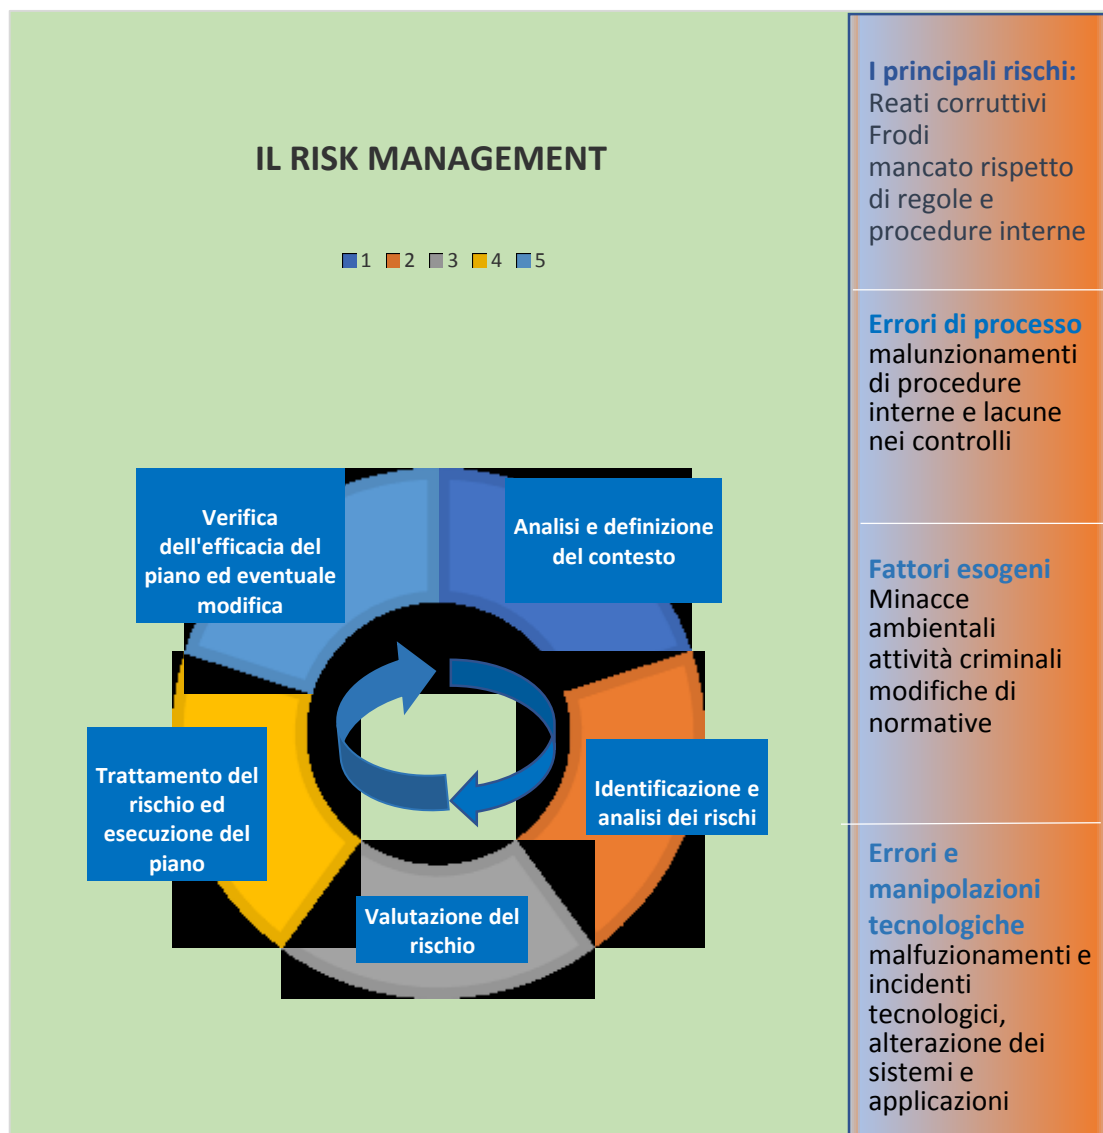 IL RISK MANAGEMENT
1 2 3 4 5
Verifica
dell'efficacia del
piano ed eventuale
modifica
Analisi e definizione
del contesto
Trattamento del
rischio ed
esecuzione del
piano
Identificazione e
analisi dei rischi
Valutazione del
rischio
I principali rischi:
Reati corruttivi
Frodi
mancato rispetto
di regole e
procedure interne
Errori di processo
malunzionamenti
di procedure
interne e lacune
nei controlli
Fattori esogeni
Minacce
ambientali
attività criminali
modifiche di
normative
Errori e
manipolazioni
tecnologiche
malfuzionamenti e
incidenti
tecnologici,
alterazione dei
sistemi e
applicazioni